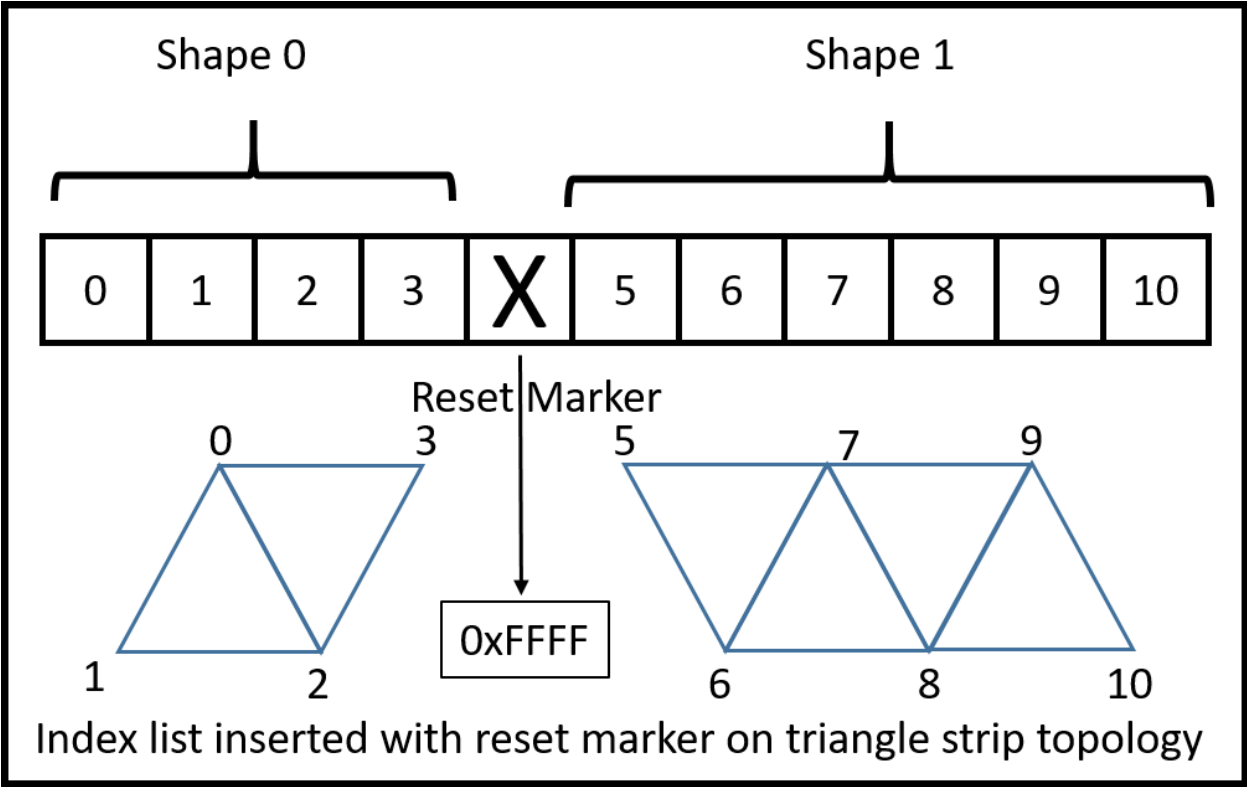 Shape 0 Shape 1
0 1 2 3 X 5 6 7 8 9 10
Reset Marker
0 3 5 7 9
0xFFFF
1 2 6 8 10
Index list inserted with reset marker on triangle strip topology